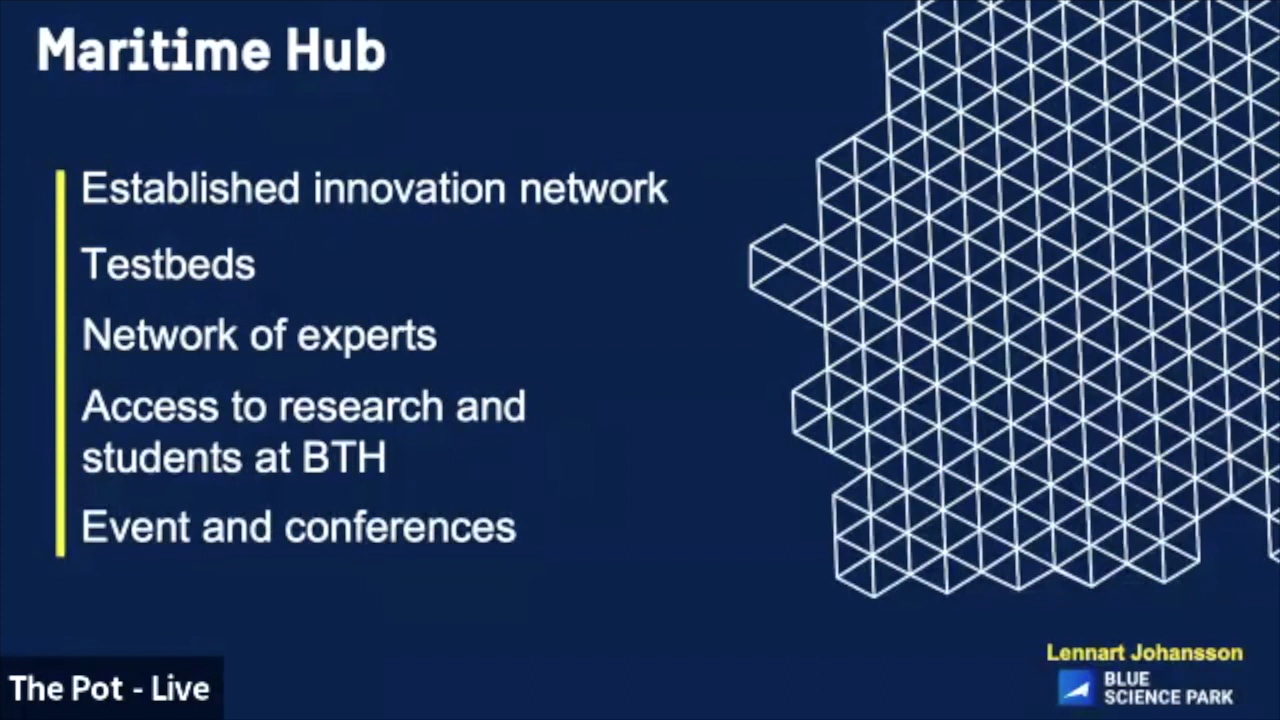 Maritime Hub
Established innovation network
Testbeds
Network of experts
Access to research and
students at BTH
Event and conferences
Lennart Johansson
BLUE
SCIENCE PARK
The Pot - Live